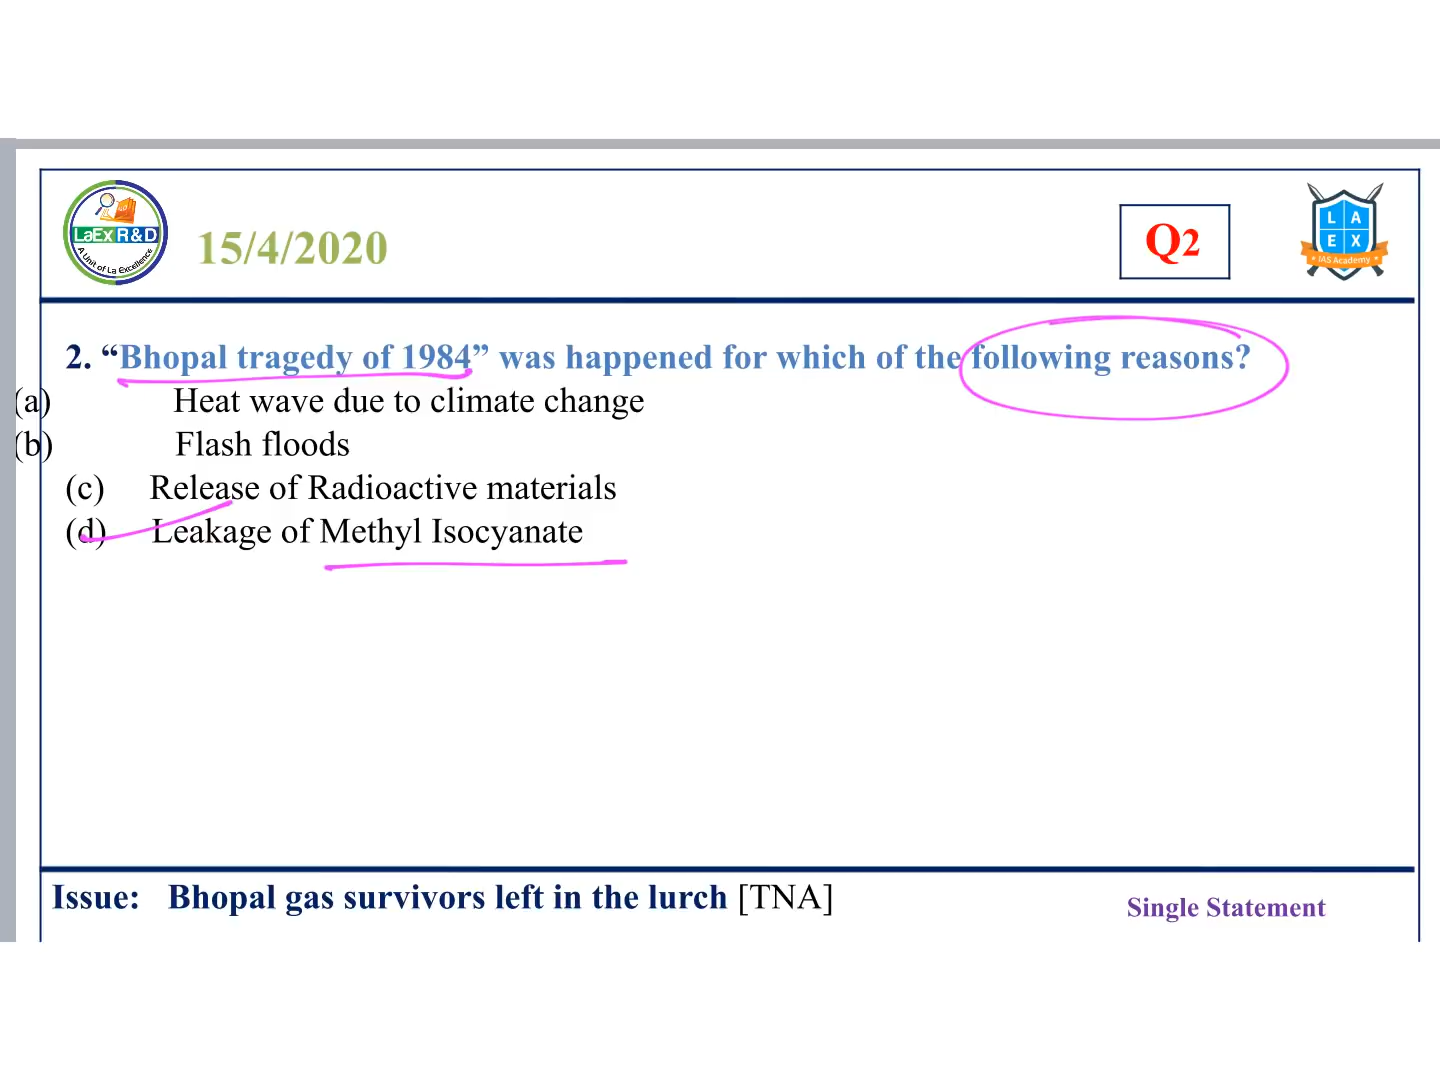 LaEx R&D
A Unit of La Excellence
15/4/2020
Q2
L A
E X
IAS Academy
2. “Bhopal tragedy of 1984” was happened for which of the following reasons?
(a) Heat wave due to climate change
(b) Flash floods
(c) Release of Radioactive materials
(d) Leakage of Methyl Isocyanate
Issue: Bhopal gas survivors left in the lurch [TNA]
Single Statement